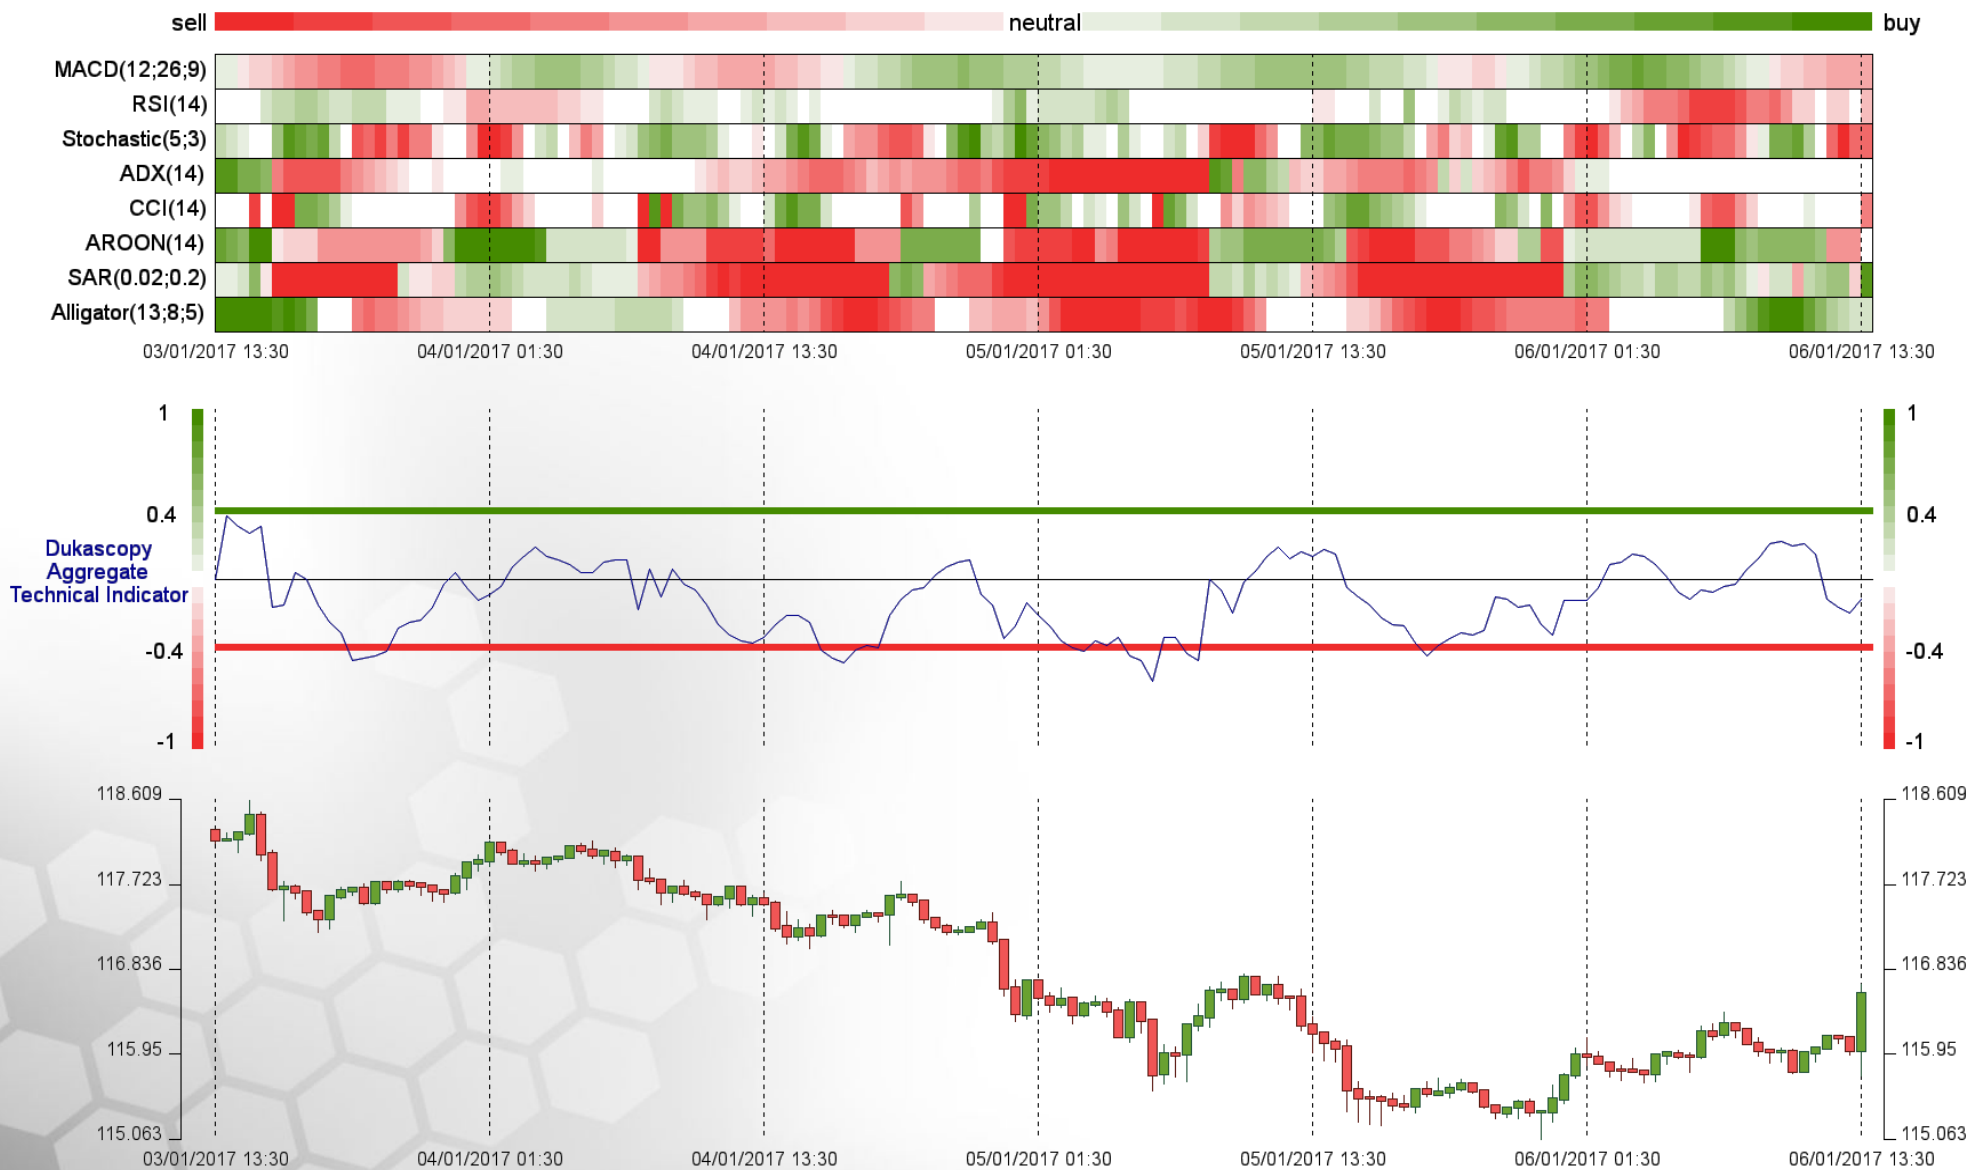 sell neutral buy
MACD(12;26;9)
RSI(14)
Stochastic(5;3)
ADX(14)
CCI(14)
AROON(14)
SAR(0.02;0.2)
Alligator(13;8;5)
03/01/2017 13:30 04/01/2017 01:30 04/01/2017 13:30 05/01/2017 01:30 05/01/2017 13:30 06/01/2017 01:30 06/01/2017 13:30
1 1
0.4 0.4
Dukascopy
Aggregate
Technical Indicator
-0.4 -0.4
-1 -1
118.609 118.609
117.723 117.723
116.836 116.836
115.95 115.95
115.063 115.063
03/01/2017 13:30 04/01/2017 01:30 04/01/2017 13:30 05/01/2017 01:30 05/01/2017 13:30 06/01/2017 01:30 06/01/2017 13:30